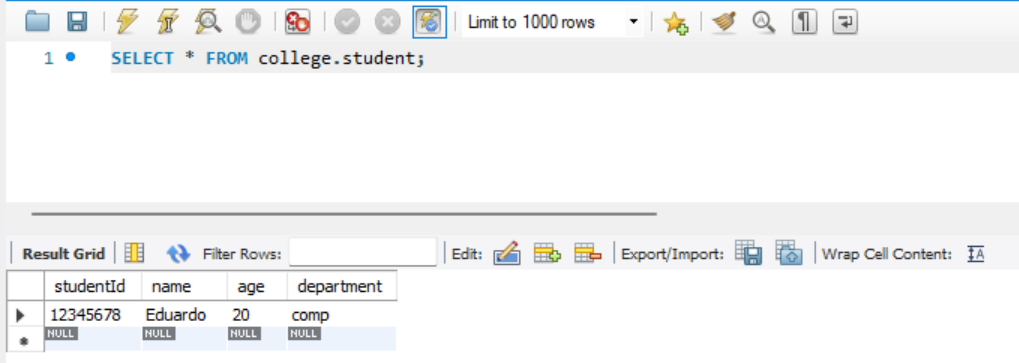 Limit to 1000 rows
1 SELECT * FROM college.student;
Result Grid Filter Rows: Edit: Export/Import: Wrap Cell Content:
studentId name age department
12345678 Eduardo 20 comp
NULL NULL NULL NULL